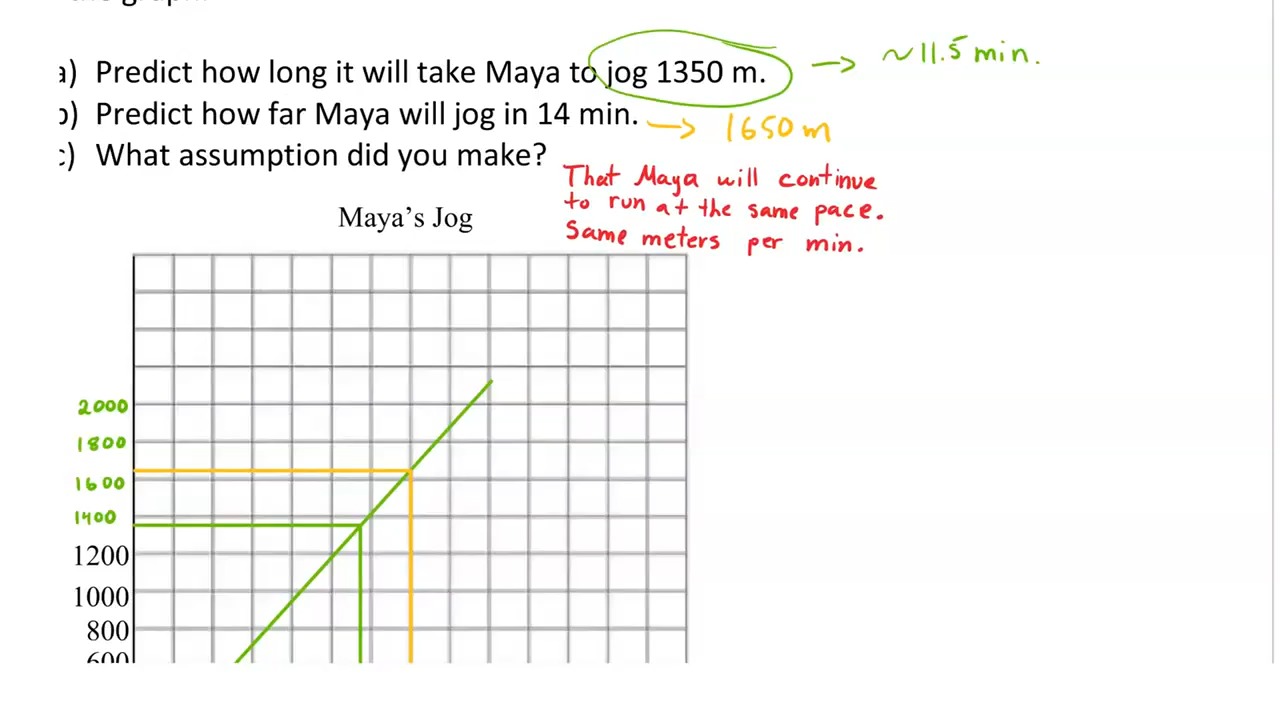 a) Predict how long it will take Maya to jog 1350 m. → ~11.5 min.
b) Predict how far Maya will jog in 14 min. → 1650 m
c) What assumption did you make?
That Maya will continue
to run at the same pace.
Same meters per min.
Maya's Jog
2000
1800
1600
1400
1200
1000
800
600